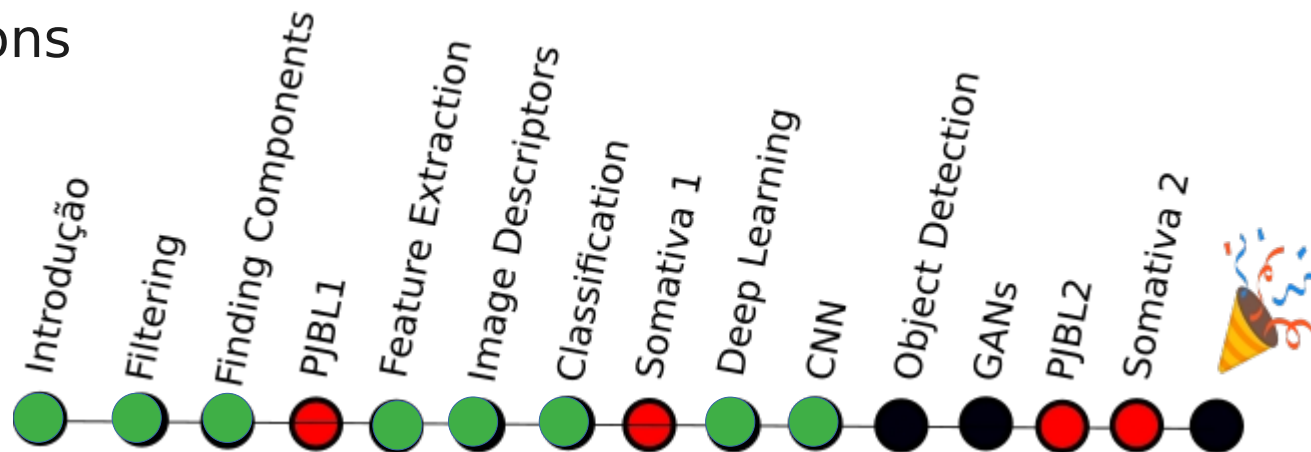 ons
Introdução
Filtering
Finding Components
PJBL1
Feature Extraction
Image Descriptors
Classification
Somativa 1
Deep Learning
CNN
Object Detection
GANs
PJBL2
Somativa 2